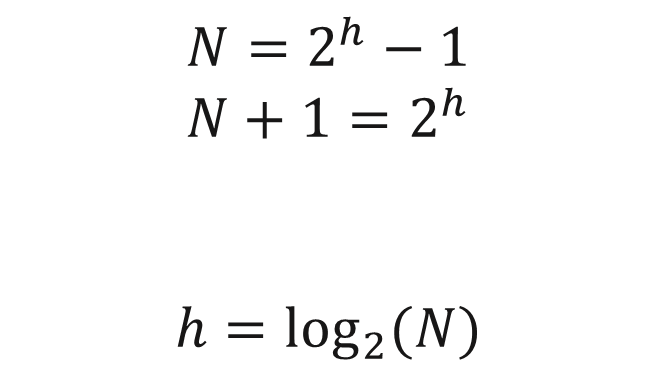 N = 2^h − 1
N + 1 = 2^h
h = log₂(N)